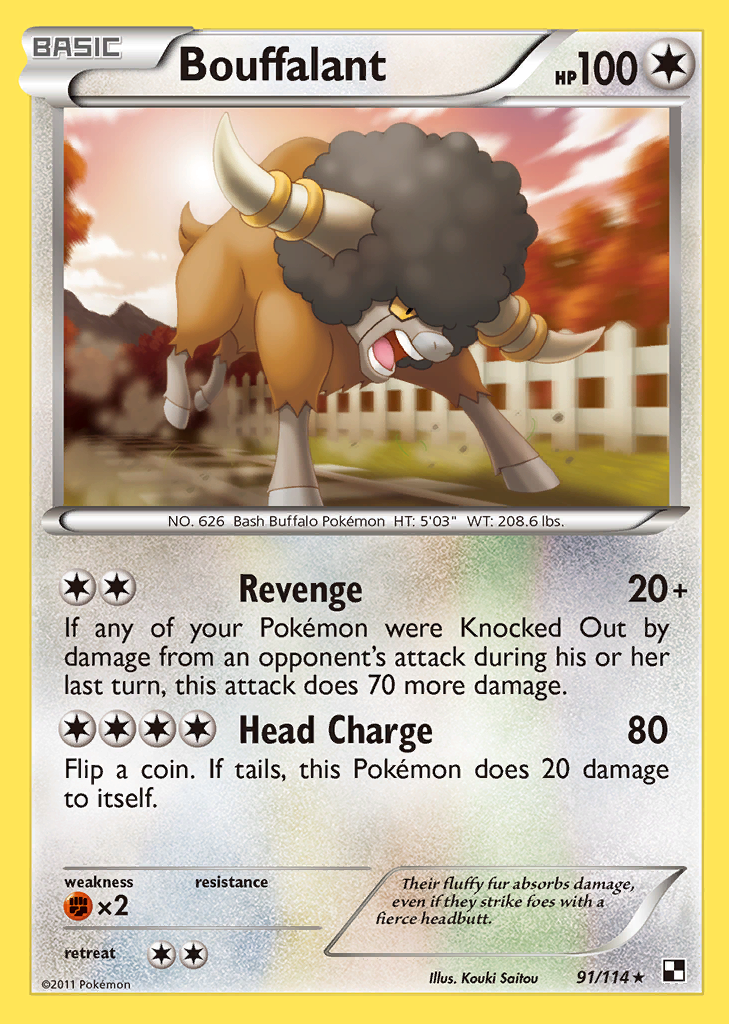 BASIC
Bouffalant
HP100
NO. 626 Bash Buffalo Pokémon HT: 5'03" WT: 208.6 lbs.
Revenge 20+
If any of your Pokémon were Knocked Out by
damage from an opponent's attack during his or her
last turn, this attack does 70 more damage.
Head Charge 80
Flip a coin. If tails, this Pokémon does 20 damage
to itself.
weakness resistance
×2
Their fluffy fur absorbs damage,
even if they strike foes with a
fierce headbutt.
retreat
©2011 Pokémon
Illus. Kouki Saitou 91/114★